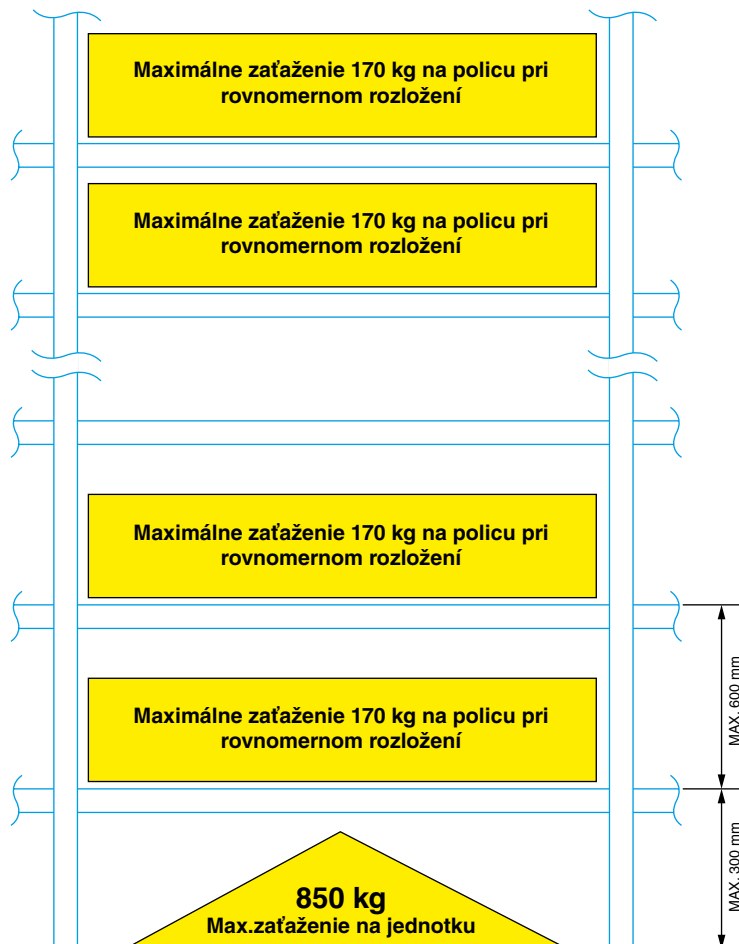 Maximálne zaťaženie 170 kg na policu pri
rovnomernom rozložení
Maximálne zaťaženie 170 kg na policu pri
rovnomernom rozložení
Maximálne zaťaženie 170 kg na policu pri
rovnomernom rozložení
MAX. 600 mm
Maximálne zaťaženie 170 kg na policu pri
rovnomernom rozložení
MAX. 300 mm
850 kg
Max.zaťaženie na jednotku